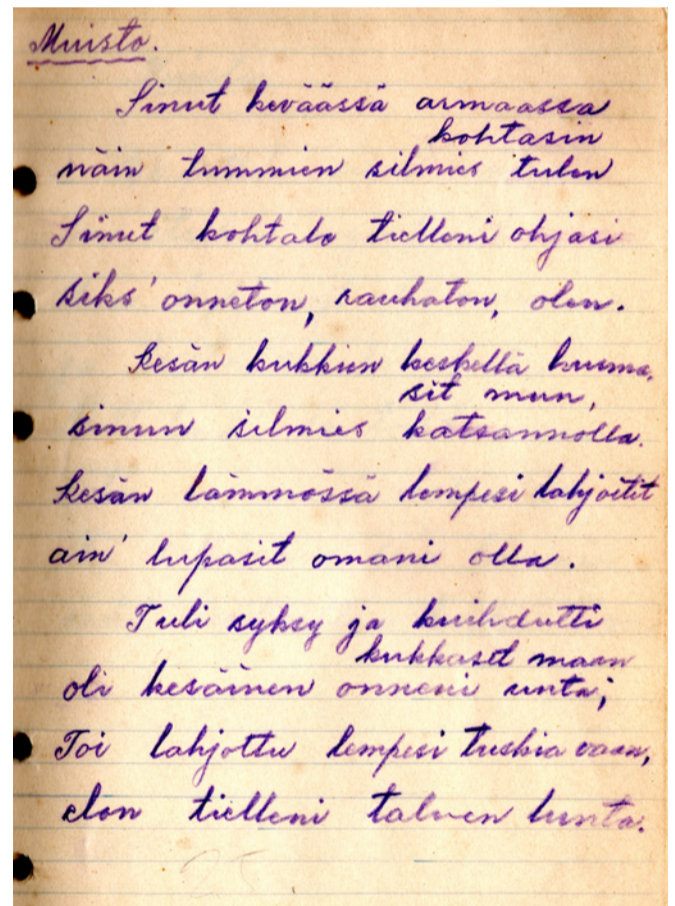 Muisto.
Sinut keväässä armaassa
kohtasin
näin tummien silmies tulen
Sinut kohtalo tielleni ohjasi
siks' onneton, rauhaton, olen.
Kesän kukkien keskellä hurma-
sit mun,
sinun silmies katsannolla.
Kesän lämmössä lempesi lahjoitit
ain' lupasit omani olla.
Tuli syksy ja kuihdutti
kukkaset maan
oli kesäinen onneni unta;
Toi lahjottu lempesi tuskia vaan,
elon tielleni talven lunta.
25